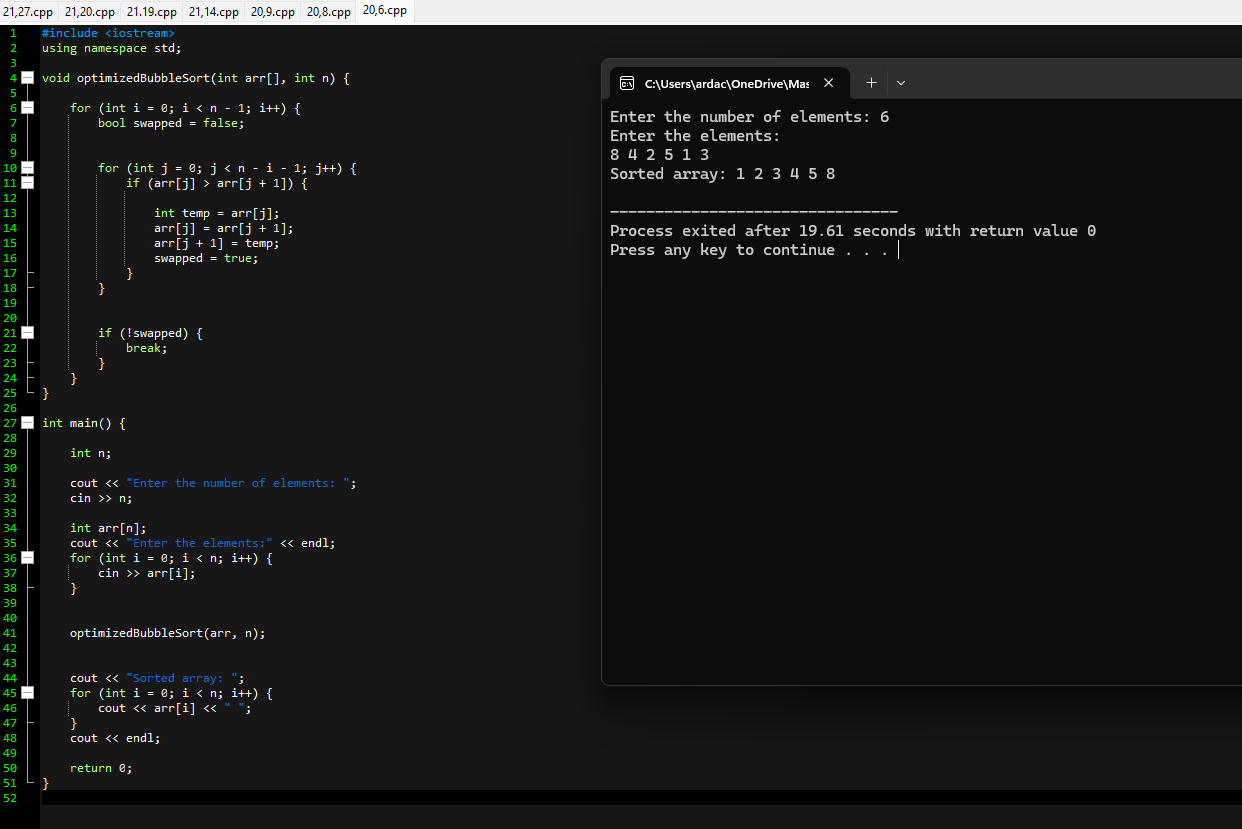 21,27.cpp 21,20.cpp 21.19.cpp 21,14.cpp 20,9.cpp 20,8.cpp 20,6.cpp
1 #include <iostream>
2 using namespace std;
3
4 void optimizedBubbleSort(int arr[], int n) {
5
6 for (int i = 0; i < n - 1; i++) {
7 bool swapped = false;
8
9
10 for (int j = 0; j < n - i - 1; j++) {
11 if (arr[j] > arr[j + 1]) {
12
13 int temp = arr[j];
14 arr[j] = arr[j + 1];
15 arr[j + 1] = temp;
16 swapped = true;
17 }
18 }
19
20
21 if (!swapped) {
22 break;
23 }
24 }
25 }
26
27 int main() {
28
29 int n;
30
31 cout << "Enter the number of elements: ";
32 cin >> n;
33
34 int arr[n];
35 cout << "Enter the elements:" << endl;
36 for (int i = 0; i < n; i++) {
37 cin >> arr[i];
38 }
39
40
41 optimizedBubbleSort(arr, n);
42
43
44 cout << "Sorted array: ";
45 for (int i = 0; i < n; i++) {
46 cout << arr[i] << " ";
47 }
48 cout << endl;
49
50 return 0;
51 }
52
C:\Users\ardac\OneDrive\Mas
Enter the number of elements: 6
Enter the elements:
8 4 2 5 1 3
Sorted array: 1 2 3 4 5 8
--------------------------------
Process exited after 19.61 seconds with return value 0
Press any key to continue . . .